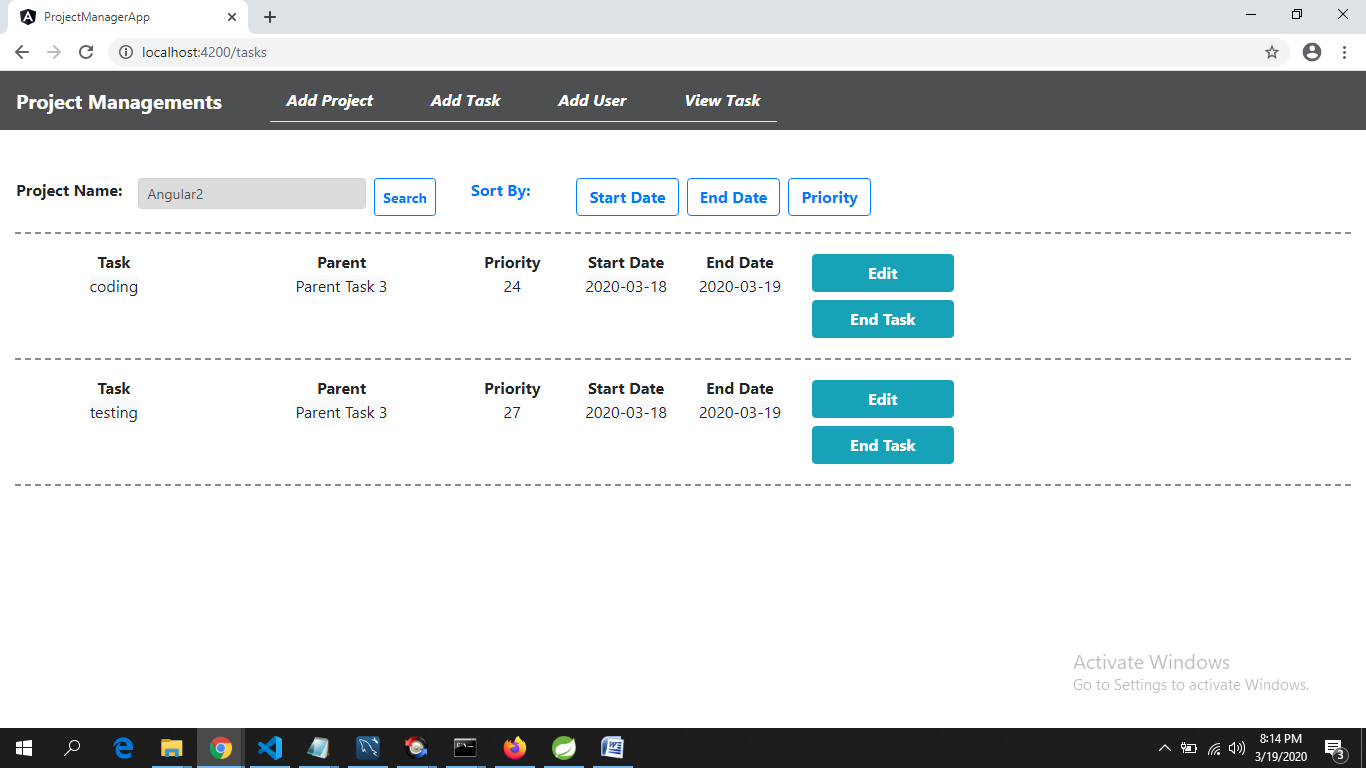 ProjectManagerApp
localhost:4200/tasks
Project Managements Add Project Add Task Add User View Task
Project Name: Angular2 Search Sort By: Start Date End Date Priority
Task Parent Priority Start Date End Date Edit
coding Parent Task 3 24 2020-03-18 2020-03-19
End Task
Task Parent Priority Start Date End Date Edit
testing Parent Task 3 27 2020-03-18 2020-03-19
End Task
Activate Windows
Go to Settings to activate Windows.
8:14 PM
3/19/2020
3